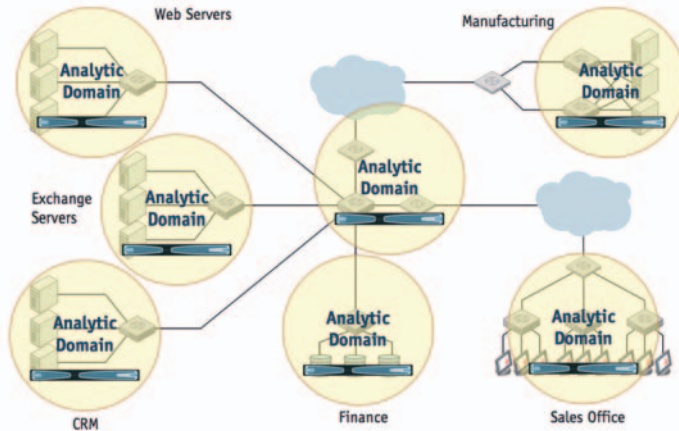 Web Servers
Manufacturing
Analytic
Domain
Analytic
Domain
Analytic
Domain
Exchange
Servers
Analytic
Domain
Analytic
Domain
Analytic
Domain
Analytic
Domain
CRM
Finance
Sales Office